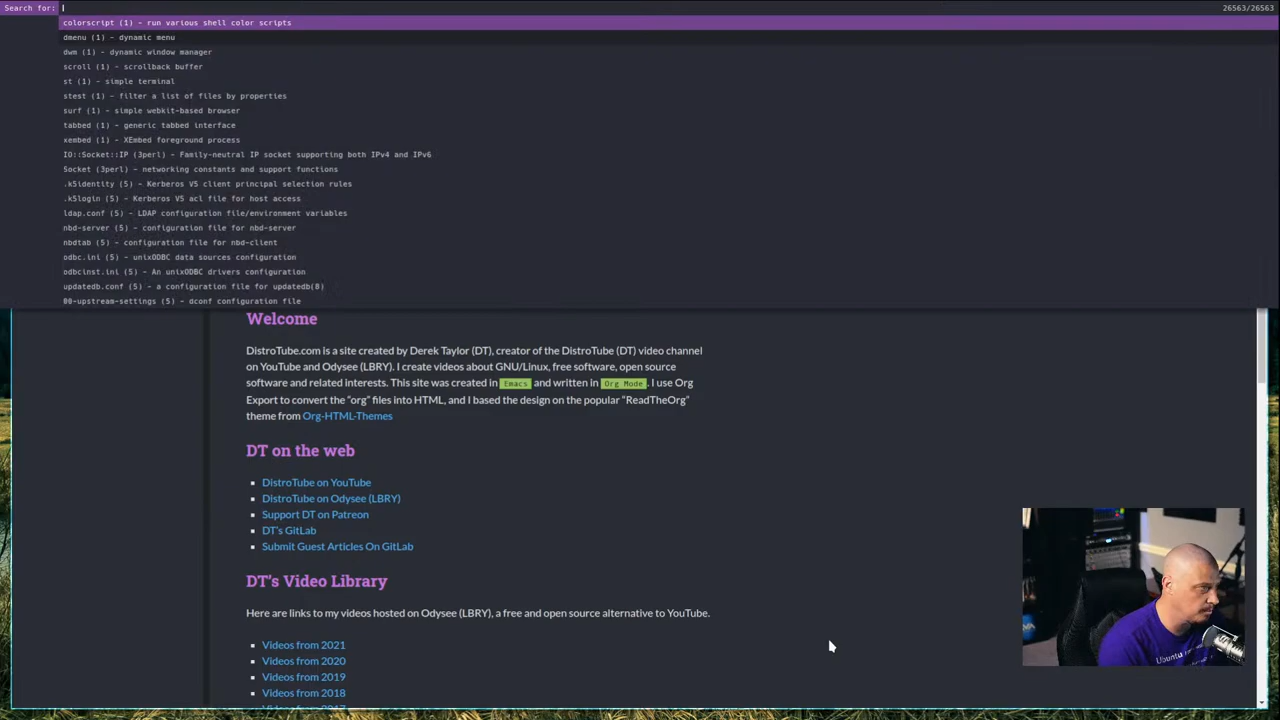 Search for: 26563/26563
colorscript (1) - run various shell color scripts
dmenu (1) - dynamic menu
dwm (1) - dynamic window manager
scroll (1) - scrollback buffer
st (1) - simple terminal
stest (1) - filter a list of files by properties
surf (1) - simple webkit-based browser
tabbed (1) - generic tabbed interface
xembed (1) - XEmbed foreground process
IO::Socket::IP (3perl) - Family-neutral IP socket supporting both IPv4 and IPv6
Socket (3perl) - networking constants and support functions
.k5identity (5) - Kerberos V5 client principal selection rules
.k5login (5) - Kerberos V5 acl file for host access
ldap.conf (5) - LDAP configuration file/environment variables
nbd-server (5) - configuration file for nbd-server
nbdtab (5) - configuration file for nbd-client
odbc.ini (5) - unixODBC data sources configuration
odbcinst.ini (5) - An unixODBC drivers configuration
updatedb.conf (5) - a configuration file for updatedb(8)
00-upstream-settings (5) - dconf configuration file
Welcome
DistroTube.com is a site created by Derek Taylor (DT), creator of the DistroTube (DT) video channel
on YouTube and Odysee (LBRY). I create videos about GNU/Linux, free software, open source
software and related interests. This site was created in Emacs and written in Org Mode. I use Org
Export to convert the "org" files into HTML, and I based the design on the popular "ReadTheOrg"
theme from Org-HTML-Themes
DT on the web
▪ DistroTube on YouTube
▪ DistroTube on Odysee (LBRY)
▪ Support DT on Patreon
▪ DT's GitLab
▪ Submit Guest Articles On GitLab
DT's Video Library
Here are links to my videos hosted on Odysee (LBRY), a free and open source alternative to YouTube.
▪ Videos from 2021
▪ Videos from 2020
▪ Videos from 2019
▪ Videos from 2018
Ubuntu